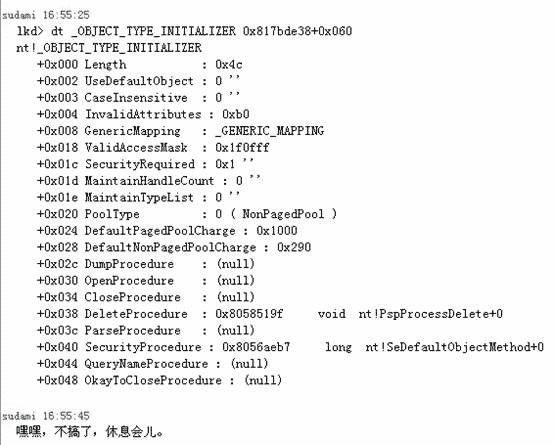 sudami 16:55:25
lkd> dt _OBJECT_TYPE_INITIALIZER 0x817bde38+0x060
nt!_OBJECT_TYPE_INITIALIZER
+0x000 Length : 0x4c
+0x002 UseDefaultObject : 0 ''
+0x003 CaseInsensitive : 0 ''
+0x004 InvalidAttributes : 0xb0
+0x008 GenericMapping : _GENERIC_MAPPING
+0x018 ValidAccessMask : 0x1f0fff
+0x01c SecurityRequired : 0x1 ''
+0x01d MaintainHandleCount : 0 ''
+0x01e MaintainTypeList : 0 ''
+0x020 PoolType : 0 ( NonPagedPool )
+0x024 DefaultPagedPoolCharge : 0x1000
+0x028 DefaultNonPagedPoolCharge : 0x290
+0x02c DumpProcedure : (null)
+0x030 OpenProcedure : (null)
+0x034 CloseProcedure : (null)
+0x038 DeleteProcedure : 0x8058519f void nt!PspProcessDelete+0
+0x03c ParseProcedure : (null)
+0x040 SecurityProcedure : 0x8056aeb7 long nt!SeDefaultObjectMethod+0
+0x044 QueryNameProcedure : (null)
+0x048 OkayToCloseProcedure : (null)
sudami 16:55:45
嘿嘿，不搞了，休息会儿。